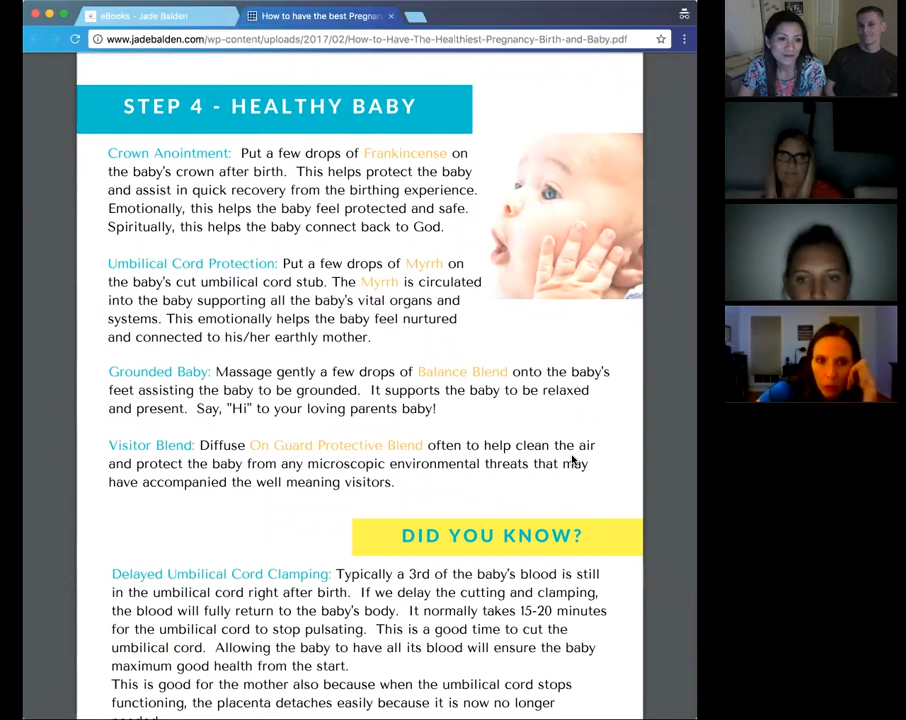 eBooks - Jade Balden
How to have the best Pregnan
www.jadebalden.com/wp-content/uploads/2017/02/How-to-Have-The-Healthiest-Pregnancy-Birth-and-Baby.pdf
STEP 4 - HEALTHY BABY
Crown Anointment: Put a few drops of Frankincense on
the baby's crown after birth. This helps protect the baby
and assist in quick recovery from the birthing experience.
Emotionally, this helps the baby feel protected and safe.
Spiritually, this helps the baby connect back to God.
Umbilical Cord Protection: Put a few drops of Myrrh on
the baby's cut umbilical cord stub. The Myrrh is circulated
into the baby supporting all the baby's vital organs and
systems. This emotionally helps the baby feel nurtured
and connected to his/her earthly mother.
Grounded Baby: Massage gently a few drops of Balance Blend onto the baby's
feet assisting the baby to be grounded. It supports the baby to be relaxed
and present. Say, "Hi" to your loving parents baby!
Visitor Blend: Diffuse On Guard Protective Blend often to help clean the air
and protect the baby from any microscopic environmental threats that may
have accompanied the well meaning visitors.
DID YOU KNOW?
Delayed Umbilical Cord Clamping: Typically a 3rd of the baby's blood is still
in the umbilical cord right after birth. If we delay the cutting and clamping,
the blood will fully return to the baby's body. It normally takes 15-20 minutes
for the umbilical cord to stop pulsating. This is a good time to cut the
umbilical cord. Allowing the baby to have all its blood will ensure the baby
maximum good health from the start.
This is good for the mother also because when the umbilical cord stops
functioning, the placenta detaches easily because it is now no longer